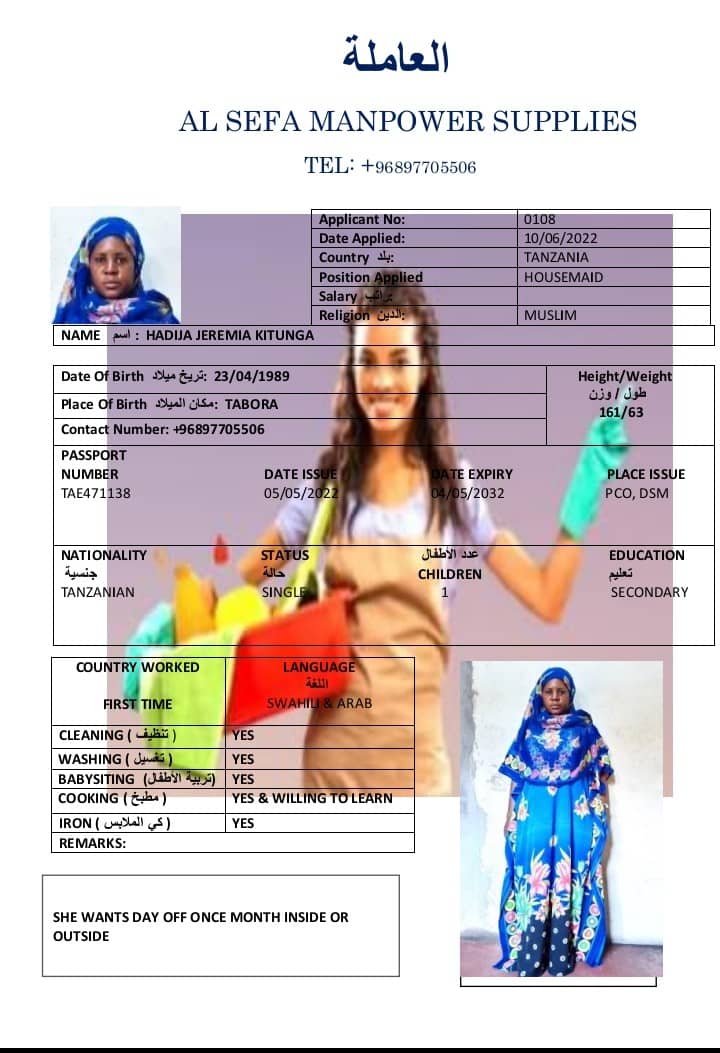 العاملة
AL SEFA MANPOWER SUPPLIES
TEL: +96897705506
Applicant No: 0108
Date Applied: 10/06/2022
Country بلد: TANZANIA
Position Applied HOUSEMAID
Salary راتب:
Religion الدين: MUSLIM
NAME اسم : HADIJA JEREMIA KITUNGA
Date Of Birth تريخ ميلاد: 23/04/1989
Height/Weight
طول / وزن
161/63
Place Of Birth مكان الميلاد: TABORA
Contact Number: +96897705506
PASSPORT
NUMBER DATE ISSUE DATE EXPIRY PLACE ISSUE
TAE471138 05/05/2022 04/05/2032 PCO, DSM
NATIONALITY STATUS عدد الأطفال EDUCATION
جنسية حالة CHILDREN تعليم
TANZANIAN SINGLE 1 SECONDARY
COUNTRY WORKED LANGUAGE
اللغة
FIRST TIME SWAHILI & ARAB
CLEANING ( تنظيف ) YES
WASHING ( تغسيل ) YES
BABYSITING (تربية الأطفال) YES
COOKING ( مطبخ ) YES & WILLING TO LEARN
IRON ( كي الملابس ) YES
REMARKS:
SHE WANTS DAY OFF ONCE MONTH INSIDE OR
OUTSIDE